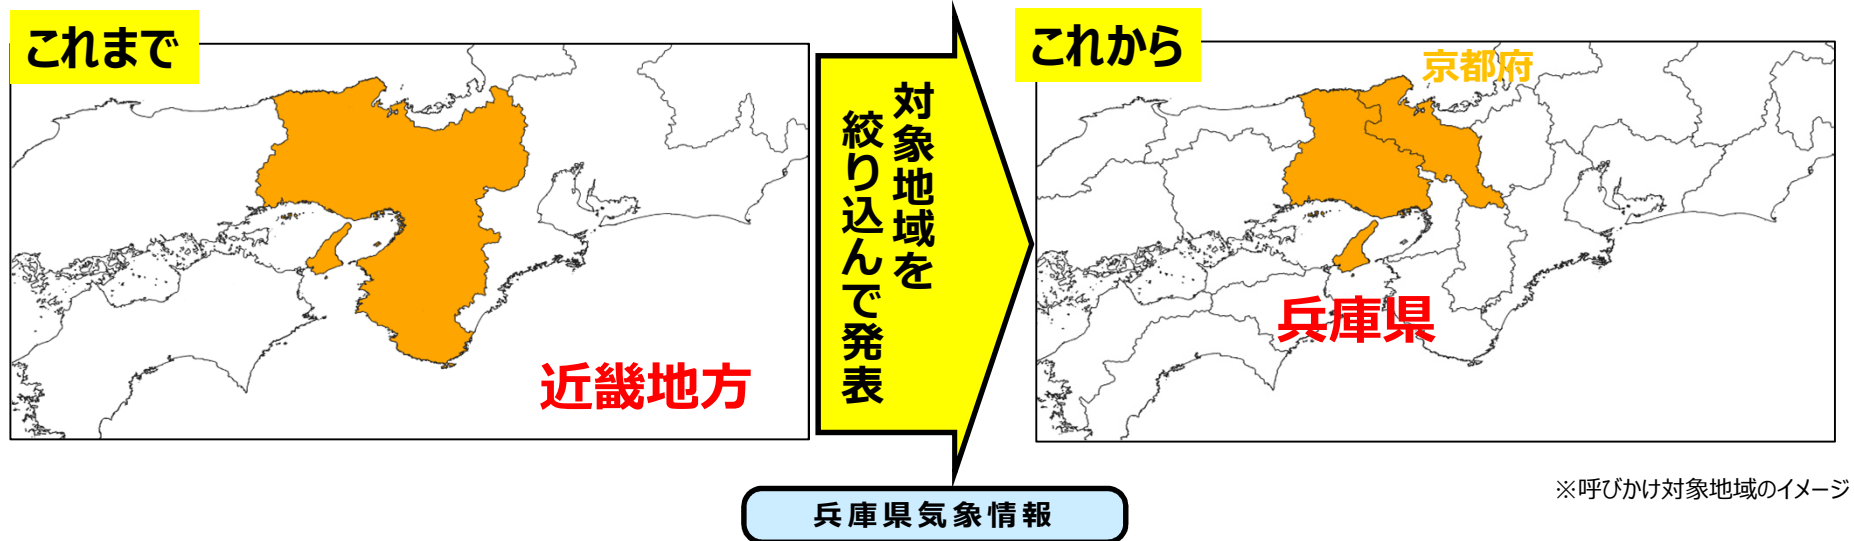 これまで
近畿地方
対象地域を
絞り込んで発表
これから
京都府
兵庫県
※呼びかけ対象地域のイメージ
兵庫県気象情報